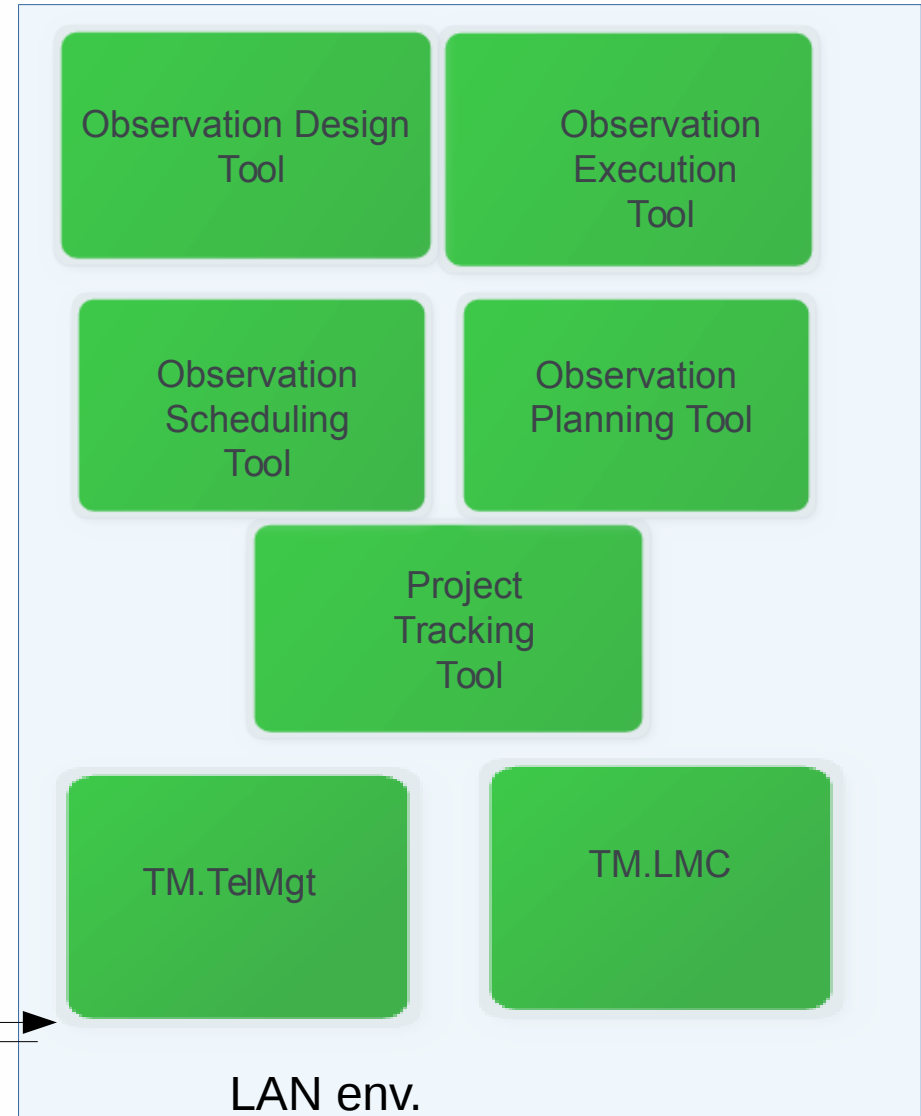 Observation Design
Tool
Observation
Execution
Tool
Observation
Scheduling
Tool
Observation
Planning Tool
Project
Tracking
Tool
TM.TelMgt
TM.LMC
LAN env.